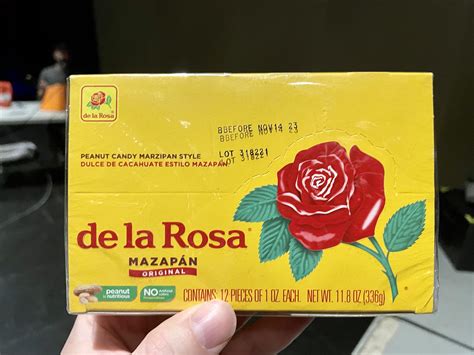 de la Rosa
BBEFORE NOV14 23
BBEFORE NOV14 23
LOT 318221
LOT 318221
PEANUT CANDY MARZIPAN STYLE
DULCE DE CACAHUATE ESTILO MAZAPÁN
de la Rosa®
MAZAPÁN
ORIGINAL
peanut
is nutritious
NO
CONTAINS 12 PIECES OF 1 OZ. EACH. NET WT. 11.8 OZ (336g)